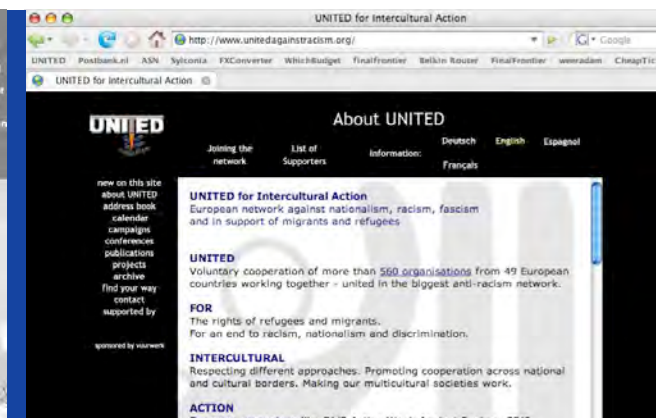 UNITED for Intercultural Action
http://www.unitedagainstracism.org/
Google
UNITED Postbank.nl ASN Sylconia FXConverter WhichBudget finalfrontier Belkin Router FinalFrontier weeradam CheapTic
UNITED for Intercultural Action
UNITED
About UNITED
Joining the network
List of Supporters
Information:
Deutsch English Espagnol
Français
new on this site
about UNITED
address book
calendar
campaigns
conferences
publications
projects
archive
find your way
contact
supported by
sponsored by yourwerk
UNITED for Intercultural Action
European network against nationalism, racism, fascism
and in support of migrants and refugees
UNITED
Voluntary cooperation of more than 560 organisations from 49 European
countries working together - united in the biggest anti-racism network.
FOR
The rights of refugees and migrants.
For an end to racism, nationalism and discrimination.
INTERCULTURAL
Respecting different approaches. Promoting cooperation across national
and cultural borders. Making our multicultural societies work.
ACTION